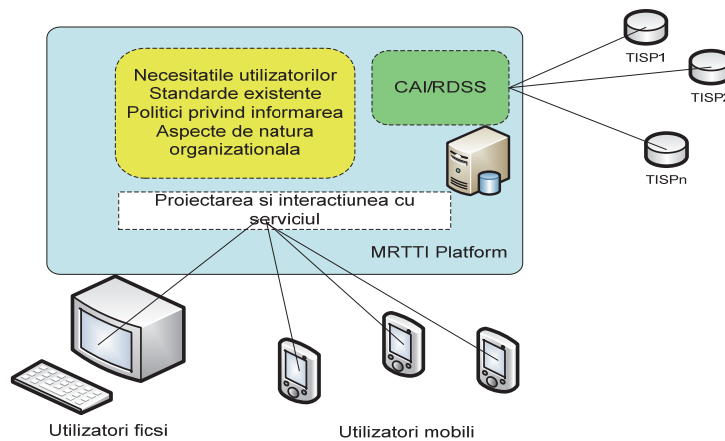 Necesitatile utilizatorilor
Standarde existente
Politici privind informarea
Aspecte de natura
organizationala
CAI/RDSS
TISP1
TISP2
TISPn
Proiectarea si interactiunea cu
serviciul
MRTTI Platform
Utilizatori ficsi
Utilizatori mobili